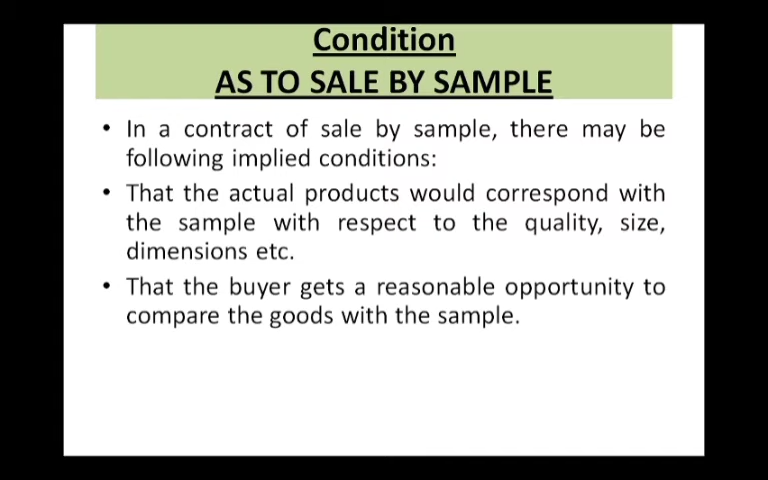 Condition
AS TO SALE BY SAMPLE
• In a contract of sale by sample, there may be
following implied conditions:
• That the actual products would correspond with
the sample with respect to the quality, size,
dimensions etc.
• That the buyer gets a reasonable opportunity to
compare the goods with the sample.